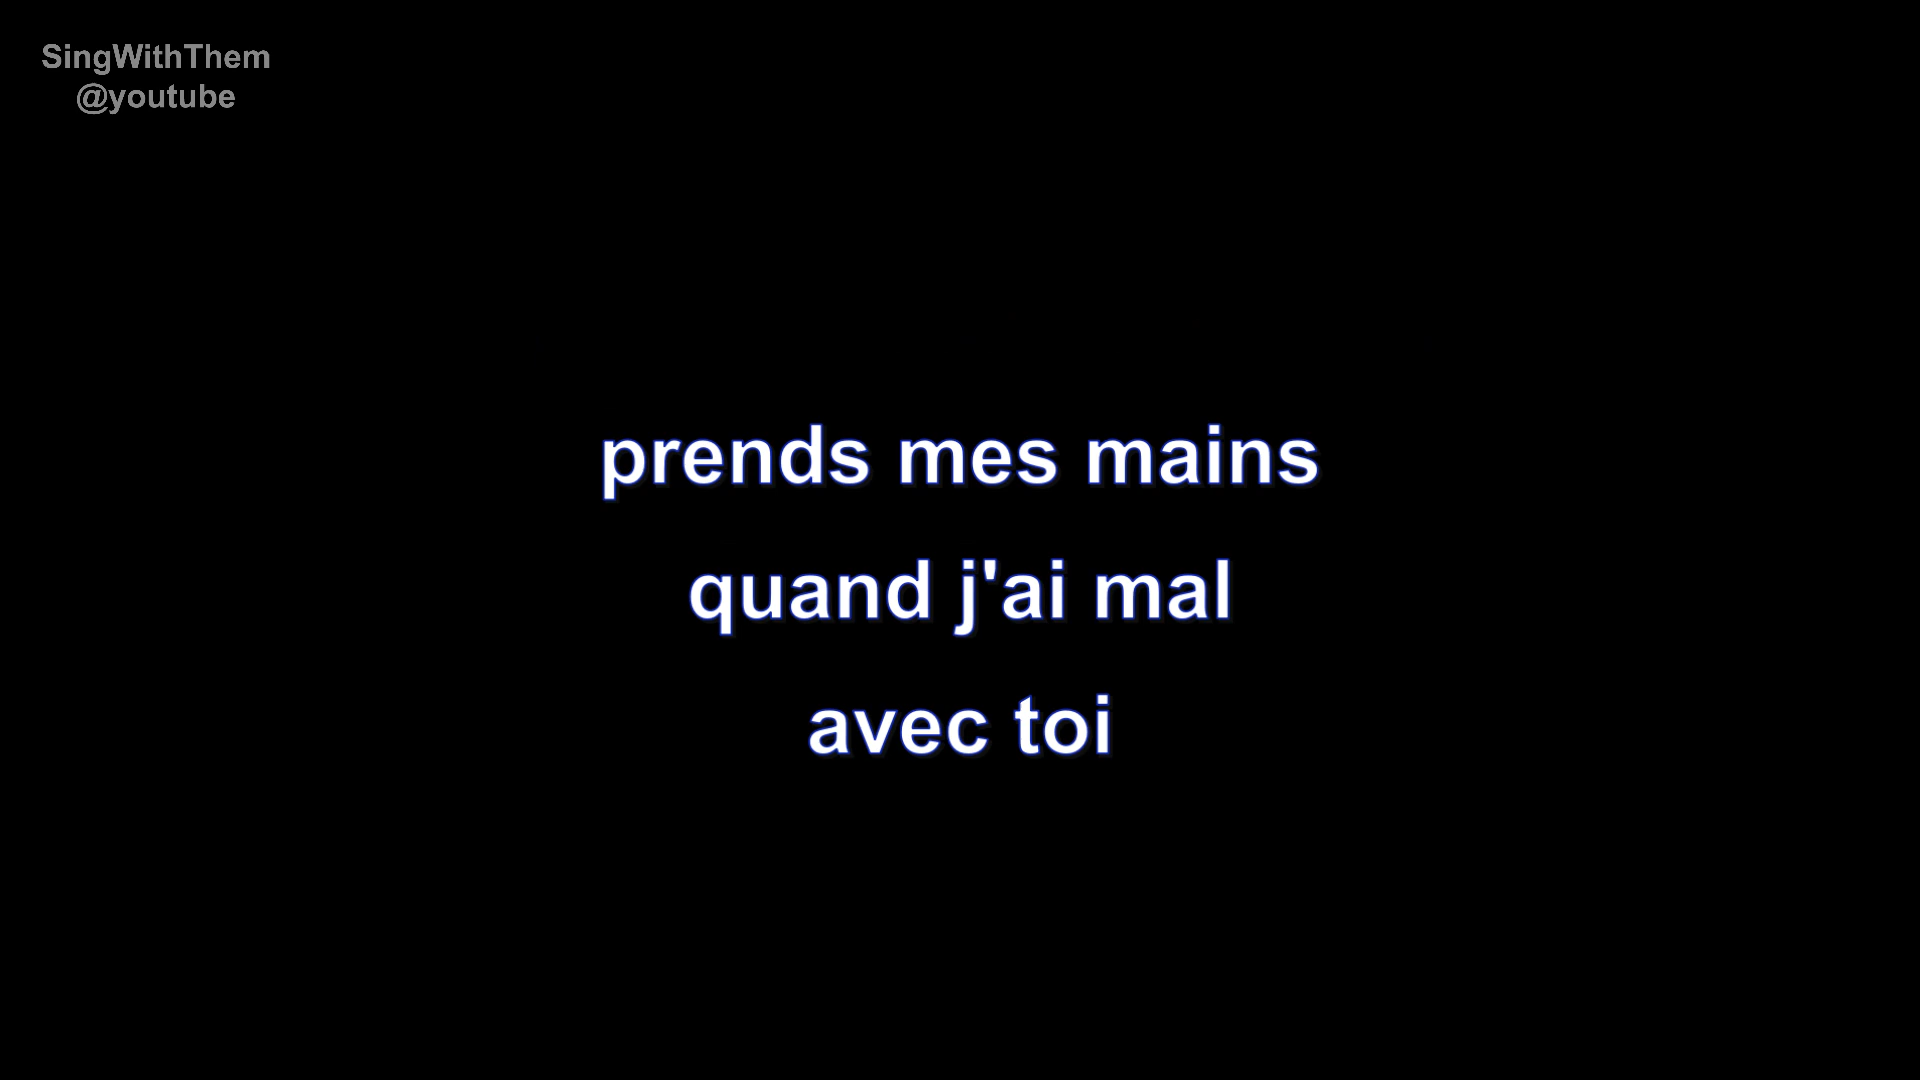 SingWithThem
@youtube
prends mes mains
quand j'ai mal
avec toi